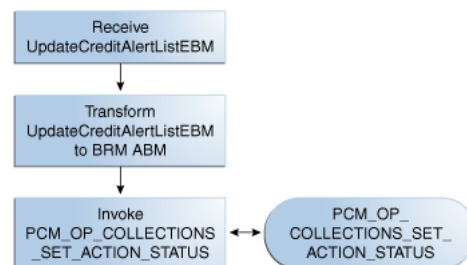 Receive
UpdateCreditAlertListEBM
Transform
UpdateCreditAlertListEBM
to BRM ABM
Invoke
PCM_OP_COLLECTIONS
_SET_ACTION_STATUS
PCM_OP_
COLLECTIONS_SET_
ACTION_STATUS